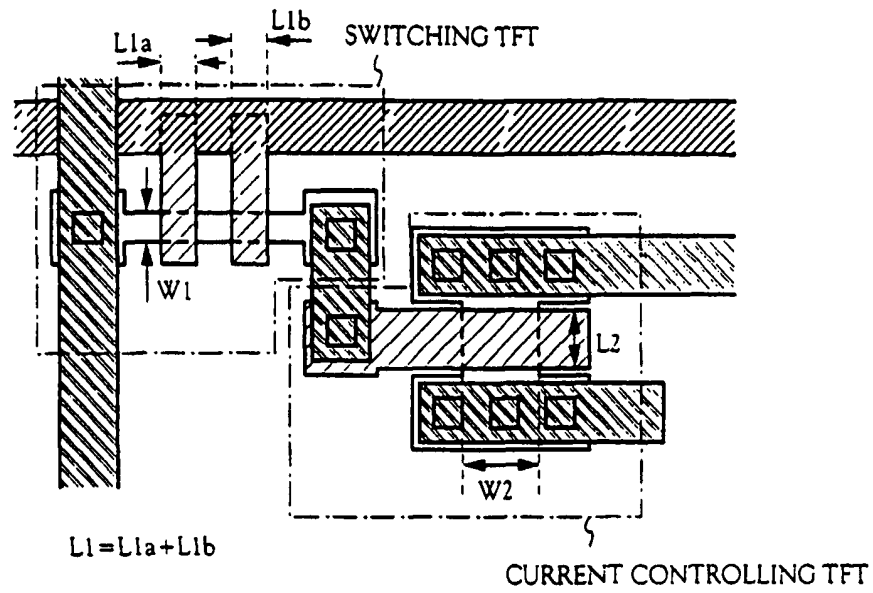 L1b
SWITCHING TFT
L1a
W1
L2
W2
L1=L1a+L1b
CURRENT CONTROLLING TFT